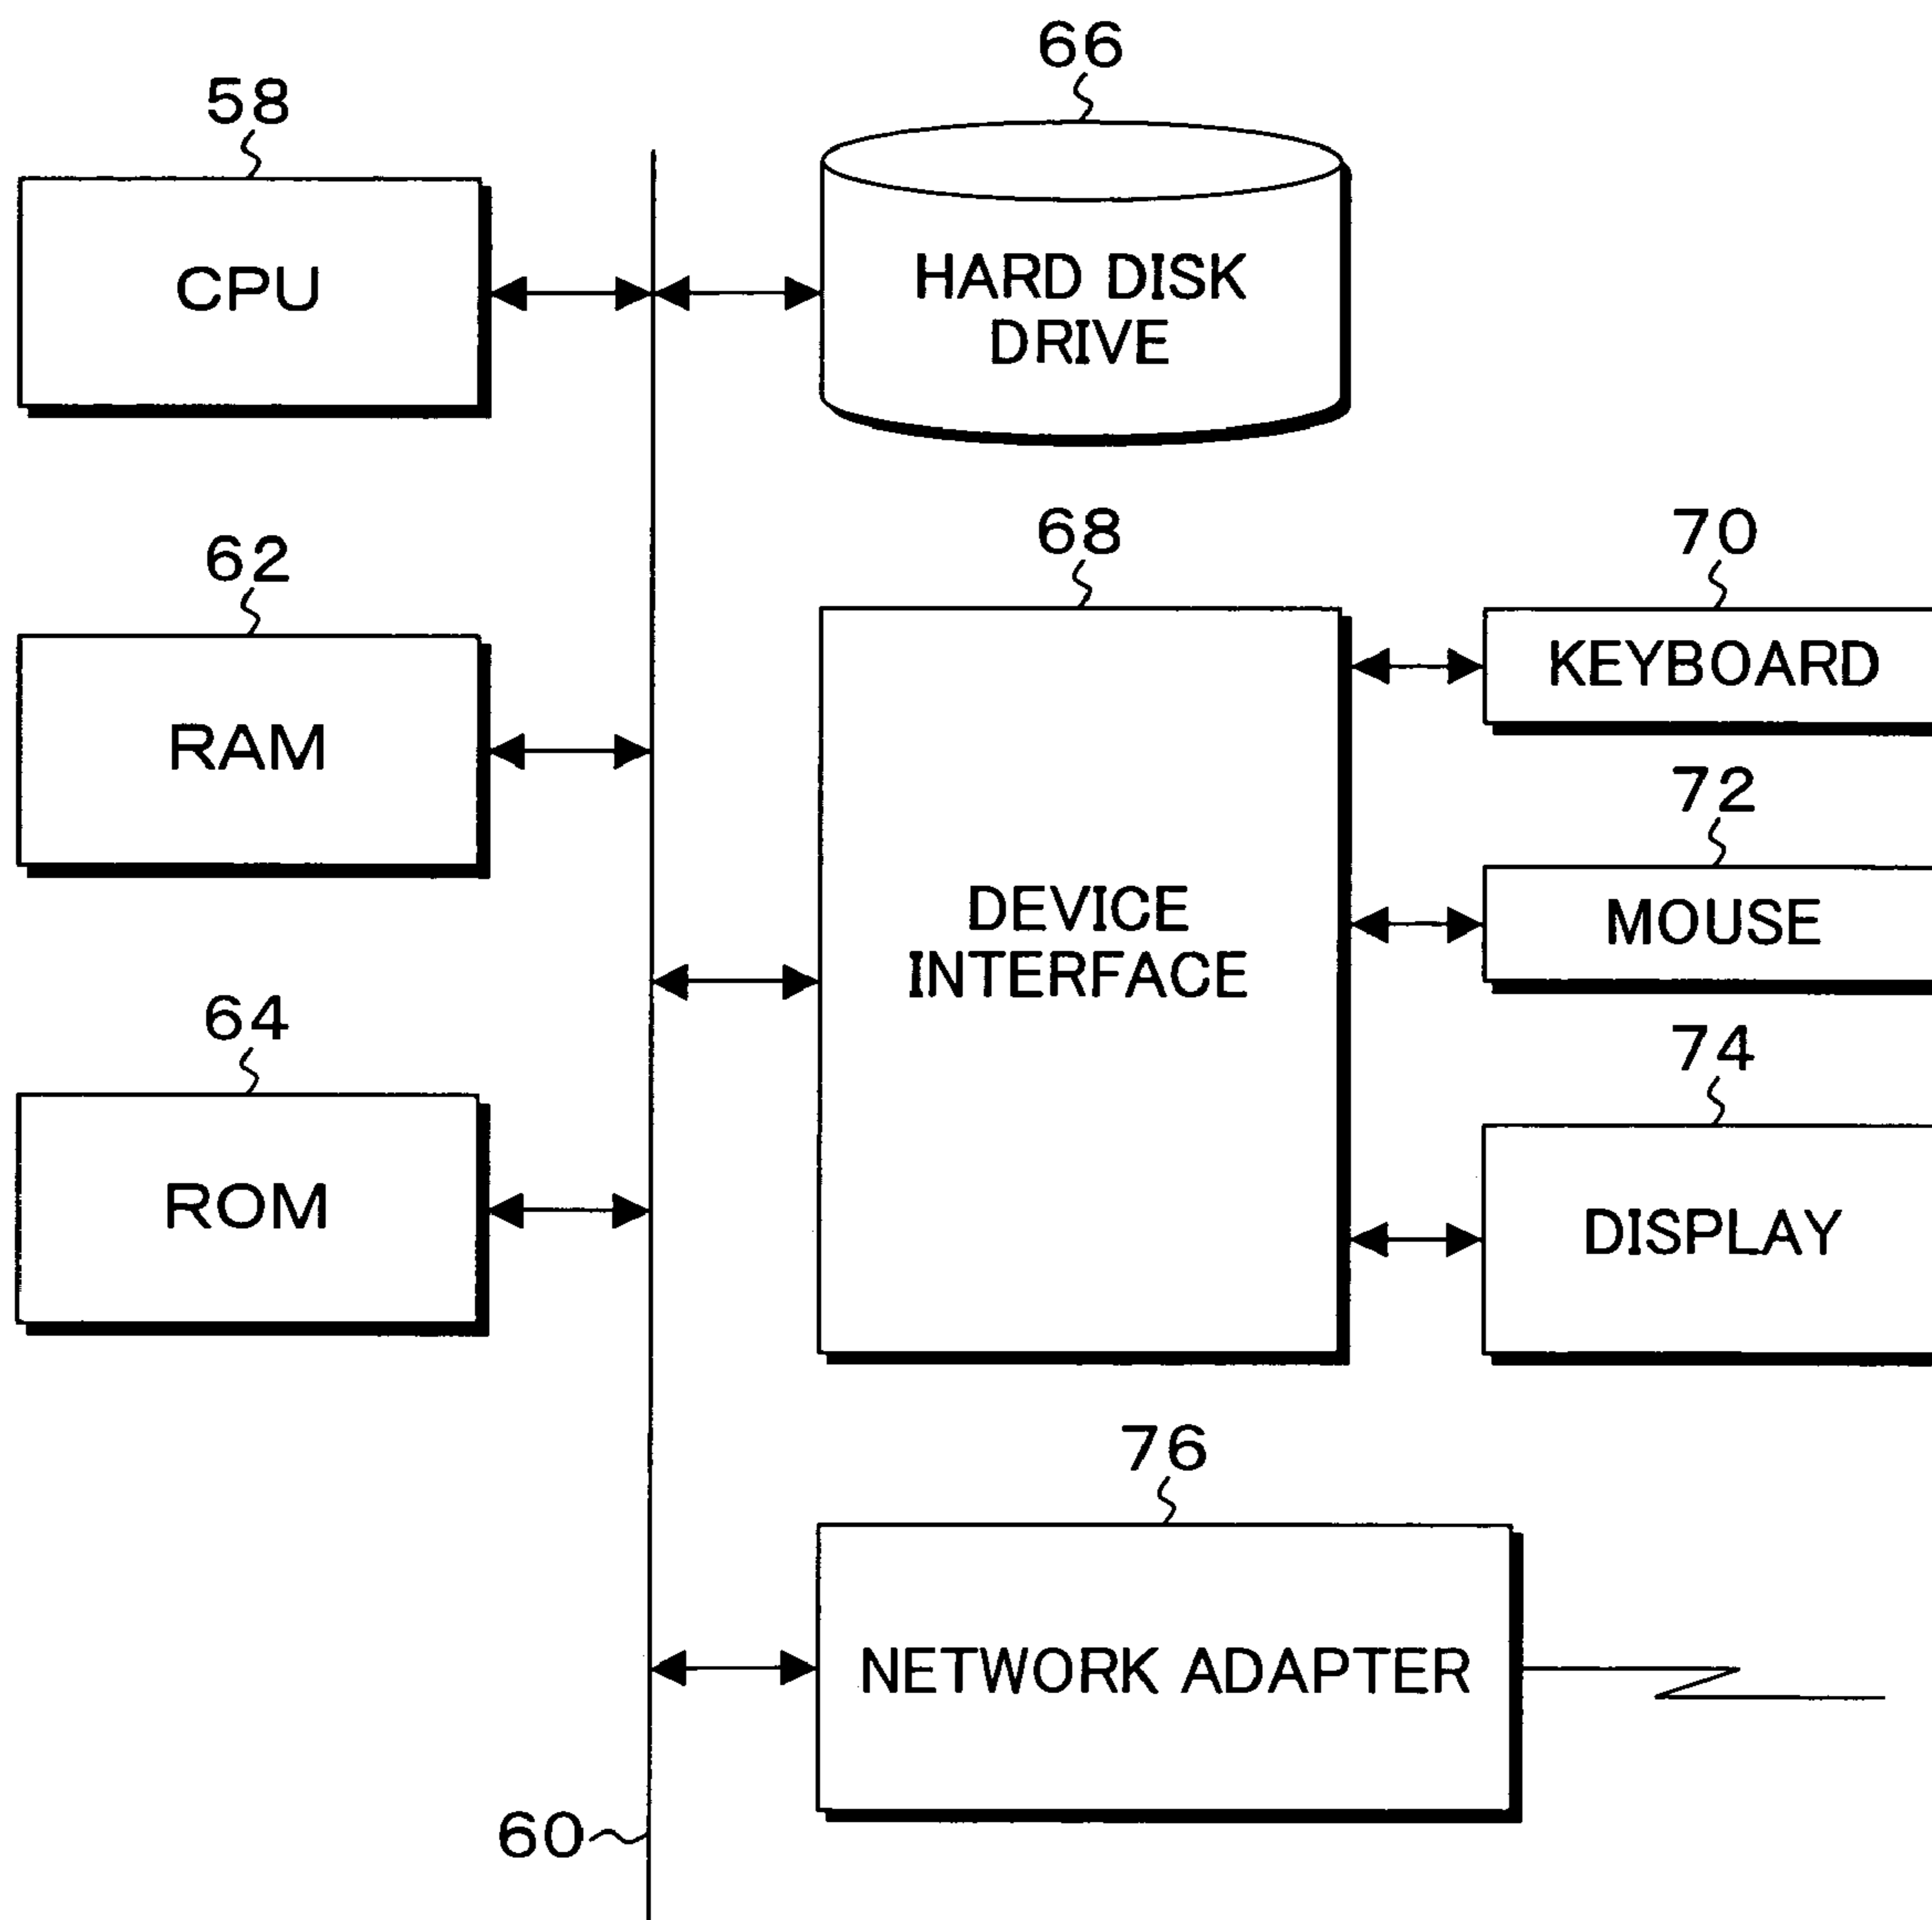 66
58
CPU
HARD DISK
DRIVE
68
70
62
KEYBOARD
RAM
72
DEVICE
INTERFACE
MOUSE
64
74
ROM
DISPLAY
76
NETWORK ADAPTER
60